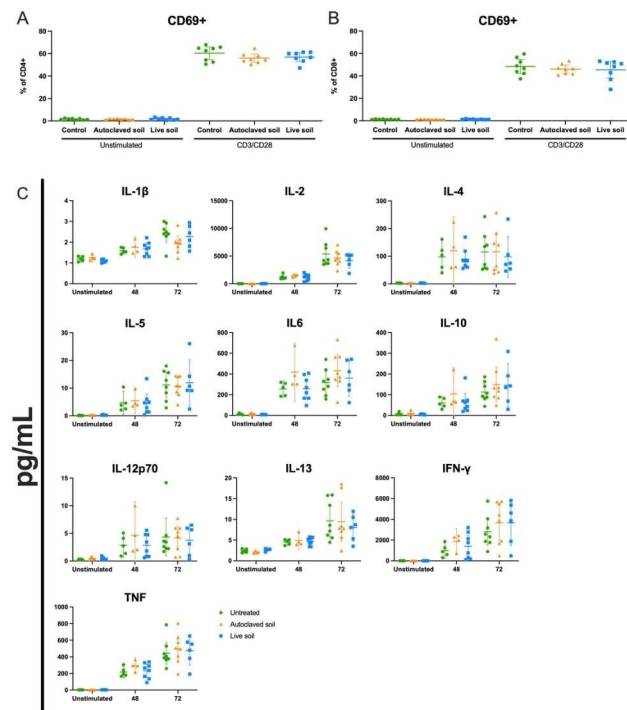 A
CD69+
% of CD4+
80
60
40
20
0
Control Autoclaved soil Live soil Control Autoclaved soil Live soil
Unstimulated CD3/CD28
B
CD69+
% of CD8+
80
60
40
20
0
Control Autoclaved soil Live soil Control Autoclaved soil Live soil
Unstimulated CD3/CD28
C
pg/mL
IL-1β
4
3
2
1
0
Unstimulated 48 72
IL-2
15000
10000
5000
0
Unstimulated 48 72
IL-4
300
200
100
0
Unstimulated 48 72
IL-5
30
20
10
0
Unstimulated 48 72
IL6
800
600
400
200
0
Unstimulated 48 72
IL-10
400
300
200
100
0
Unstimulated 48 72
IL-12p70
15
10
5
0
Unstimulated 48 72
IL-13
20
15
10
5
0
Unstimulated 48 72
IFN-γ
8000
6000
4000
2000
0
Unstimulated 48 72
TNF
1000
800
600
400
200
0
Unstimulated 48 72
Untreated
Autoclaved soil
Live soil